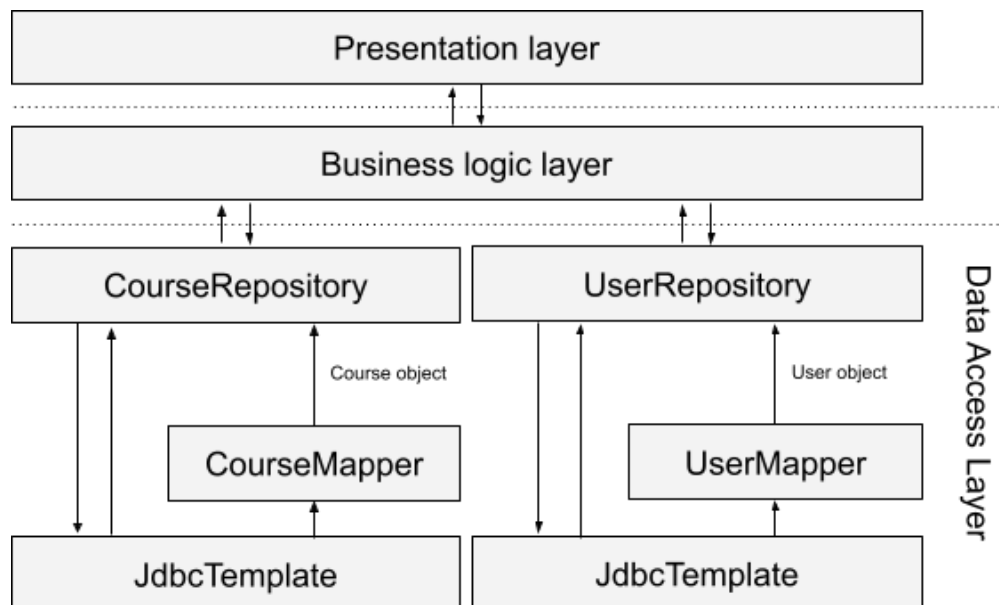 Presentation layer
Business logic layer
CourseRepository
UserRepository
Course object
User object
CourseMapper
UserMapper
JdbcTemplate
JdbcTemplate
Data Access Layer